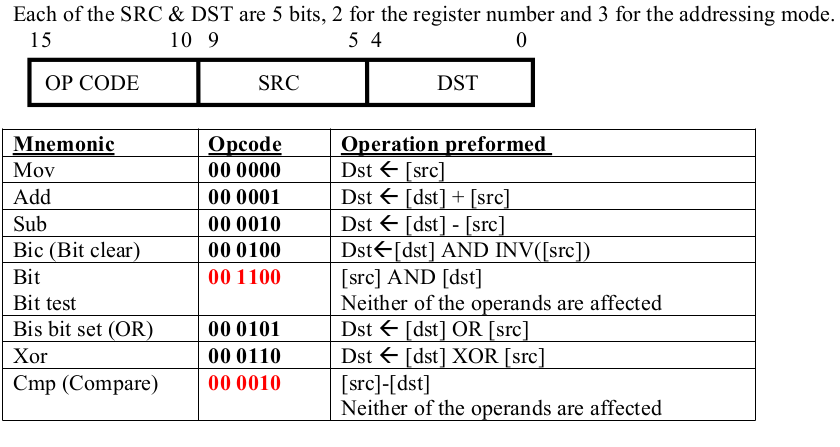 Each of the SRC & DST are 5 bits, 2 for the register number and 3 for the addressing mode.
15 10 9 5 4 0
OP CODE SRC DST
Mnemonic Opcode Operation preformed
Mov 00 0000 Dst ← [src]
Add 00 0001 Dst ← [dst] + [src]
Sub 00 0010 Dst ← [dst] - [src]
Bic (Bit clear) 00 0100 Dst←[dst] AND INV([src])
Bit 00 1100 [src] AND [dst]
Bit test Neither of the operands are affected
Bis bit set (OR) 00 0101 Dst ← [dst] OR [src]
Xor 00 0110 Dst ← [dst] XOR [src]
Cmp (Compare) 00 0010 [src]-[dst]
Neither of the operands are affected